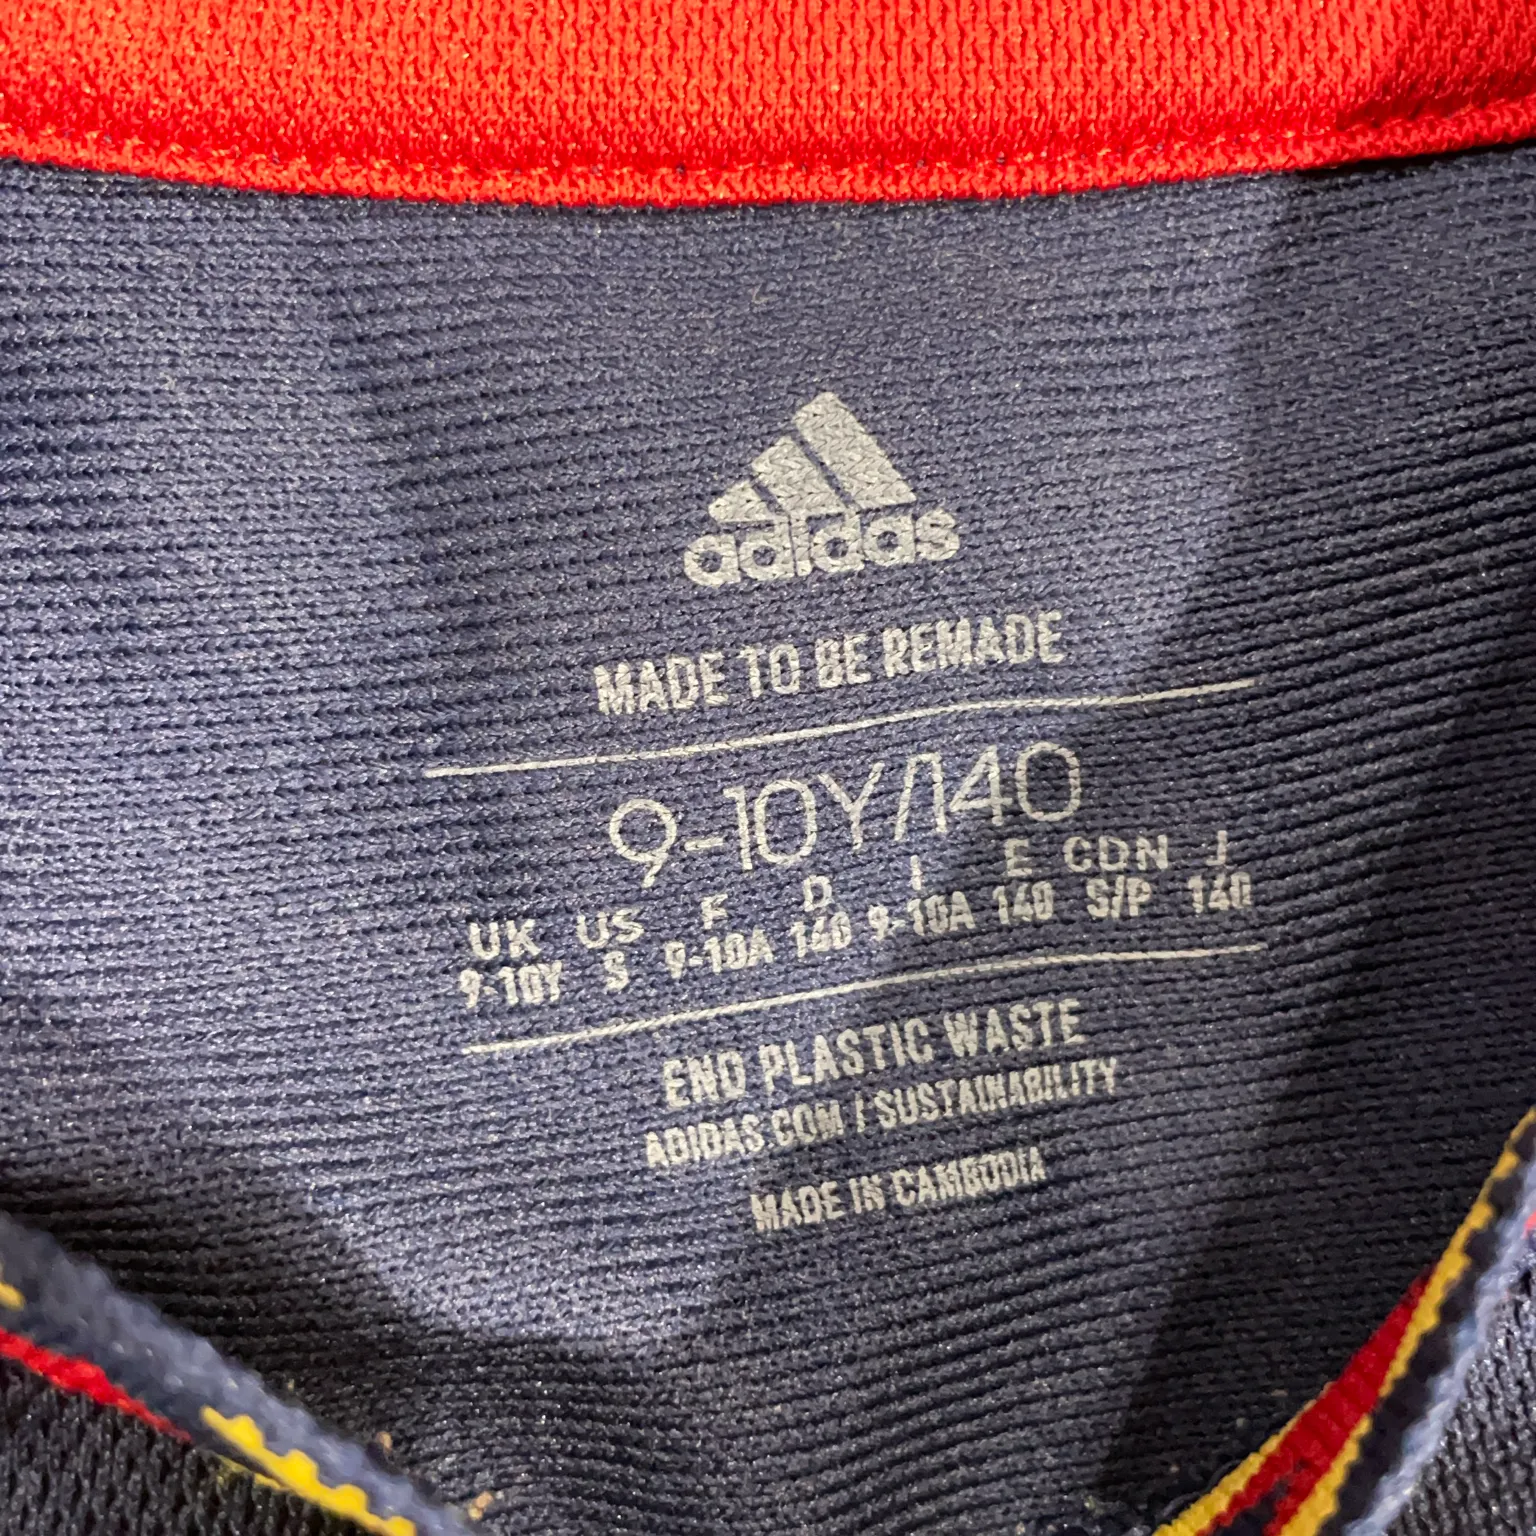 adidas
MADE TO BE REMADE
9-10Y/140
UK US F D I E CDN J
9-10Y S 9-10A 140 9-10A 140 S/P 140
END PLASTIC WASTE
ADIDAS.COM / SUSTAINABILITY
MADE IN CAMBODIA